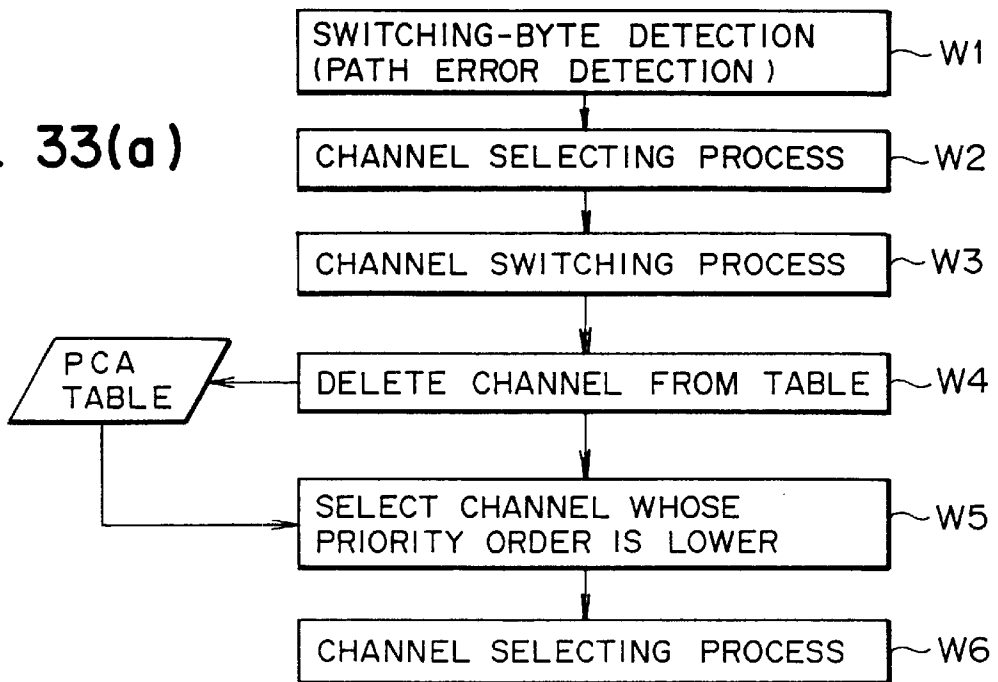 SWITCHING-BYTE DETECTION
(PATH ERROR DETECTION)
W1
. 33(a)
CHANNEL SELECTING PROCESS
W2
CHANNEL SWITCHING PROCESS
W3
PCA
TABLE
DELETE CHANNEL FROM TABLE
W4
SELECT CHANNEL WHOSE
PRIORITY ORDER IS LOWER
W5
CHANNEL SELECTING PROCESS
W6